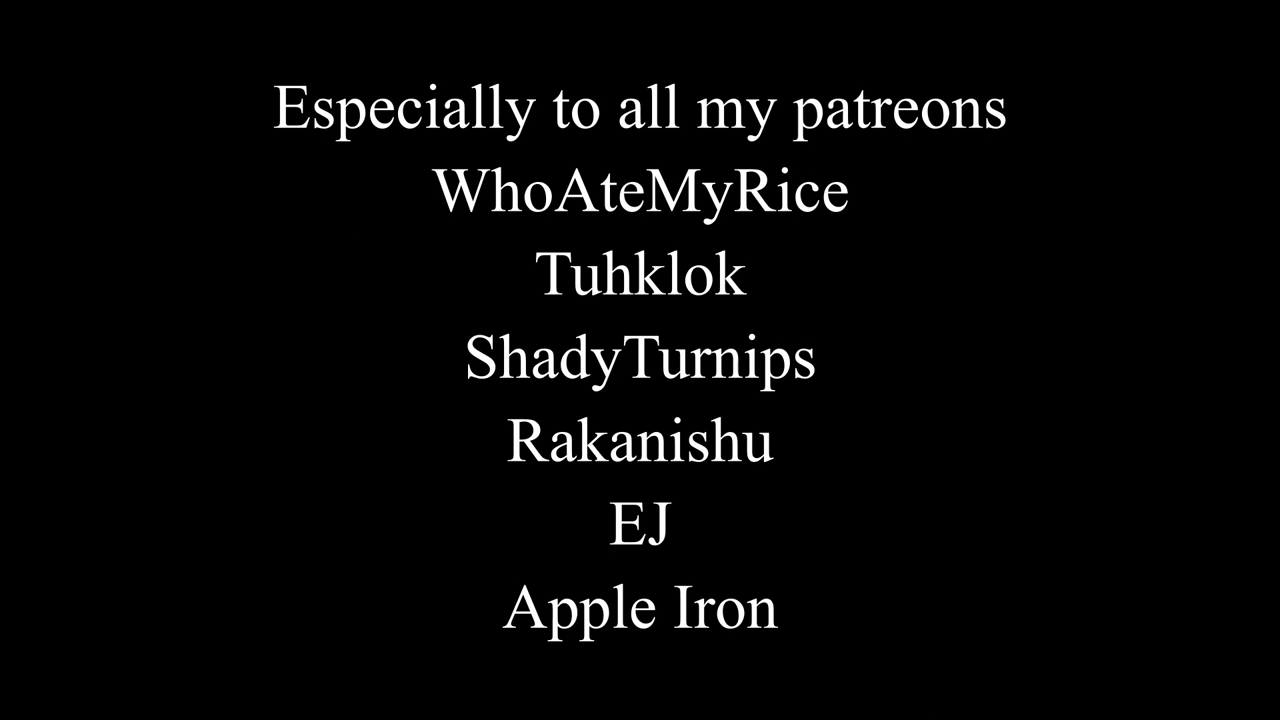 Especially to all my patreons
WhoAteMyRice
Tuhklok
ShadyTurnips
Rakanishu
EJ
Apple Iron